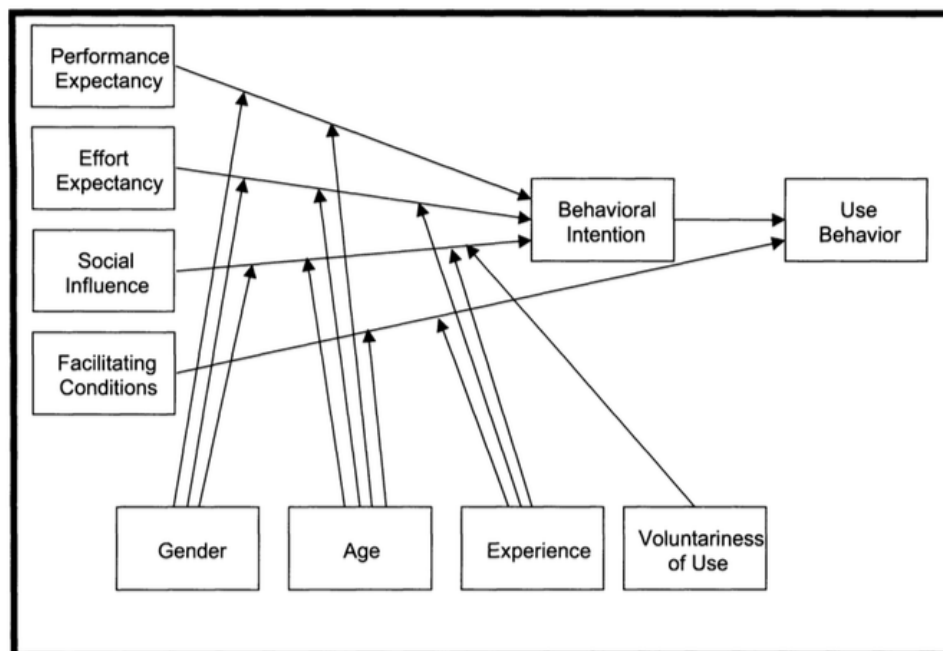 Performance
Expectancy
Effort
Expectancy
Social
Influence
Facilitating
Conditions
Behavioral
Intention
Use
Behavior
Gender
Age
Experience
Voluntariness
of Use